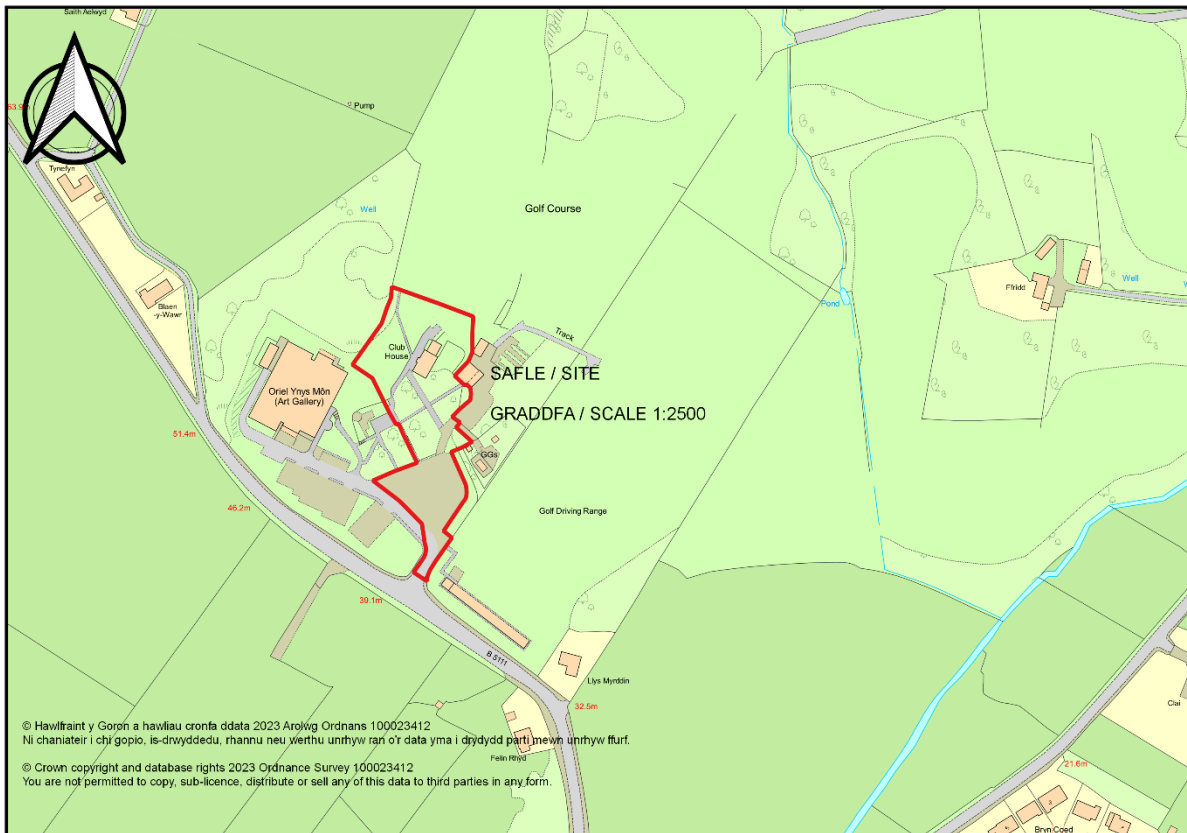 Saith Aelwyd
Pump
63.9m
Tynefyn
Well
Golf Course
Ffridd
Well
Pond
Blaen
-y-Wawr
Track
Club
House
SAFLE / SITE
Oriel Ynys Môn
(Art Gallery)
GRADDFA / SCALE 1:2500
51.4m
GGs
46.2m
Golf Driving Range
39.1m
B 5111
Llys Myrddin
Clai
32.5m
© Hawlfraint y Goron a hawliau cronfa ddata 2023 Arolwg Ordnans 100023412
Ni chaniateir i chi gopio, is-drwyddedu, rhannu neu werthu unrhyw ran o'r data yma i drydydd parti mewn unrhyw ffurf.
Felin Rhyd
21.6m
© Crown copyright and database rights 2023 Ordnance Survey 100023412
You are not permitted to copy, sub-licence, distribute or sell any of this data to third parties in any form.
Bryn Coed